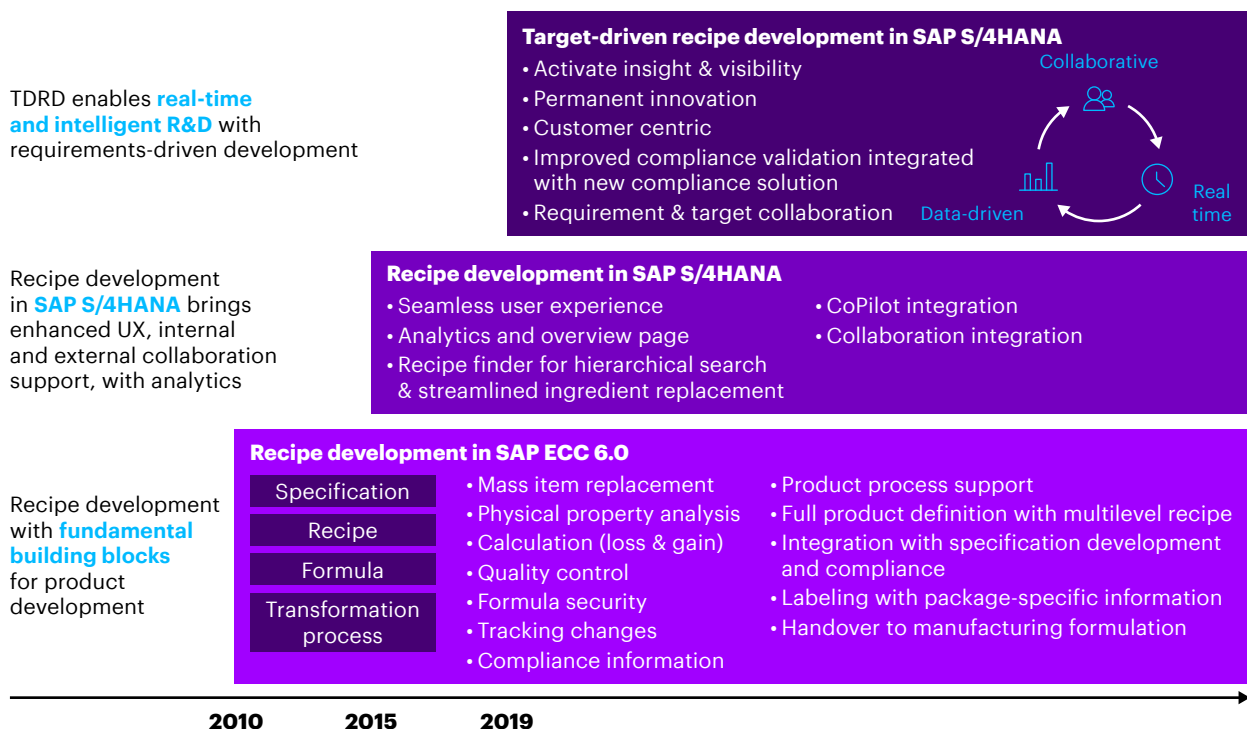 TDRD enables real-time
and intelligent R&D with
requirements-driven development
Target-driven recipe development in SAP S/4HANA
• Activate insight & visibility
• Permanent innovation
• Customer centric
• Improved compliance validation integrated
with new compliance solution
• Requirement & target collaboration
Collaborative
Real
time
Data-driven
Recipe development
in SAP S/4HANA brings
enhanced UX, internal
and external collaboration
support, with analytics
Recipe development in SAP S/4HANA
• Seamless user experience
• Analytics and overview page
• Recipe finder for hierarchical search
& streamlined ingredient replacement
• CoPilot integration
• Collaboration integration
Recipe development
with fundamental
building blocks
for product
development
Recipe development in SAP ECC 6.0
Specification
Recipe
Formula
Transformation
process
• Mass item replacement
• Physical property analysis
• Calculation (loss & gain)
• Quality control
• Formula security
• Tracking changes
• Compliance information
• Product process support
• Full product definition with multilevel recipe
• Integration with specification development
and compliance
• Labeling with package-specific information
• Handover to manufacturing formulation
2010
2015
2019